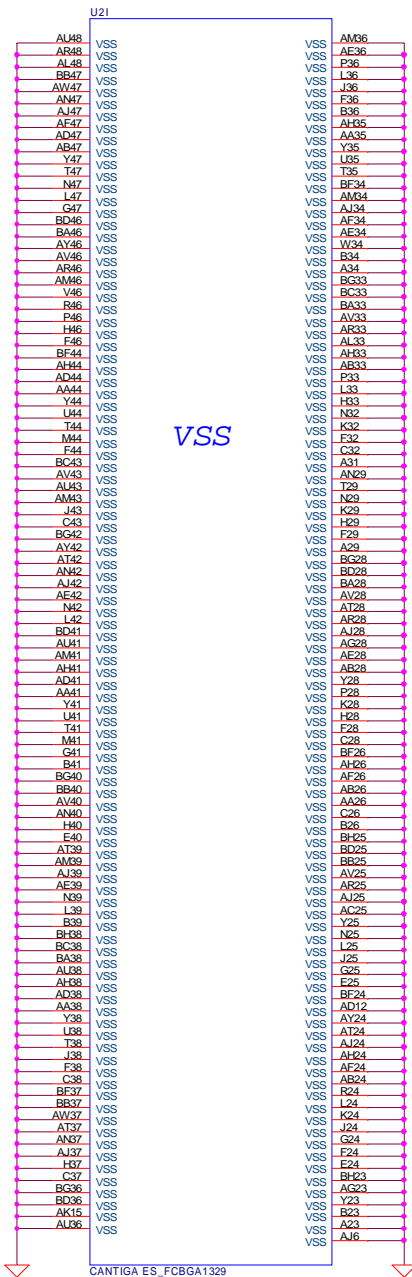 U2I
AU48 VSS VSS AM36
AR48 VSS VSS AE36
AL48 VSS VSS P36
BB47 VSS VSS L36
AW47 VSS VSS J36
AN47 VSS VSS F36
AJ47 VSS VSS B36
AF47 VSS VSS AH35
AD47 VSS VSS AA35
AB47 VSS VSS Y35
Y47 VSS VSS U35
T47 VSS VSS T35
N47 VSS VSS BF34
L47 VSS VSS AM34
G47 VSS VSS AJ34
BD46 VSS VSS AF34
BA46 VSS VSS AE34
AY46 VSS VSS W34
AV46 VSS VSS B34
AR46 VSS VSS A34
AM46 VSS VSS BG33
V46 VSS VSS BC33
R46 VSS VSS BA33
P46 VSS VSS AV33
H46 VSS VSS AR33
F46 VSS VSS AL33
BF44 VSS VSS AH33
AH44 VSS VSS AB33
AD44 VSS VSS P33
AA44 VSS VSS L33
Y44 VSS VSS H33
U44 VSS VSS N32
T44 VSS VSS K32
VSS
M44 VSS VSS F32
F44 VSS VSS C32
BC43 VSS VSS A31
AV43 VSS VSS AN29
AU43 VSS VSS T29
AM43 VSS VSS N29
J43 VSS VSS K29
C43 VSS VSS H29
BG42 VSS VSS F29
AY42 VSS VSS A29
AT42 VSS VSS BG28
AN42 VSS VSS BD28
AJ42 VSS VSS BA28
AE42 VSS VSS AV28
N42 VSS VSS AT28
L42 VSS VSS AR28
BD41 VSS VSS AJ28
AU41 VSS VSS AG28
AM41 VSS VSS AE28
AH41 VSS VSS AB28
AD41 VSS VSS Y28
AA41 VSS VSS P28
Y41 VSS VSS K28
U41 VSS VSS H28
T41 VSS VSS F28
M41 VSS VSS C28
G41 VSS VSS BF26
B41 VSS VSS AH26
BG40 VSS VSS AF26
BB40 VSS VSS AB26
AV40 VSS VSS AA26
AN40 VSS VSS C26
H40 VSS VSS B26
E40 VSS VSS BH25
AT39 VSS VSS BD25
AM39 VSS VSS BB25
AJ39 VSS VSS AV25
AE39 VSS VSS AR25
N39 VSS VSS AJ25
L39 VSS VSS AC25
B39 VSS VSS Y25
BH38 VSS VSS N25
BC38 VSS VSS L25
BA38 VSS VSS J25
AU38 VSS VSS G25
AH38 VSS VSS E25
AD38 VSS VSS BF24
AA38 VSS VSS AD12
Y38 VSS VSS AY24
U38 VSS VSS AT24
T38 VSS VSS AJ24
J38 VSS VSS AH24
F38 VSS VSS AF24
C38 VSS VSS AB24
BF37 VSS VSS R24
BB37 VSS VSS L24
AW37 VSS VSS K24
AT37 VSS VSS J24
AN37 VSS VSS G24
AJ37 VSS VSS F24
H37 VSS VSS E24
C37 VSS VSS BH23
BG36 VSS VSS AG23
BD36 VSS VSS Y23
AK15 VSS VSS B23
AU36 VSS VSS A23
VSS AJ6
CANTIGA ES_FCBGA1329